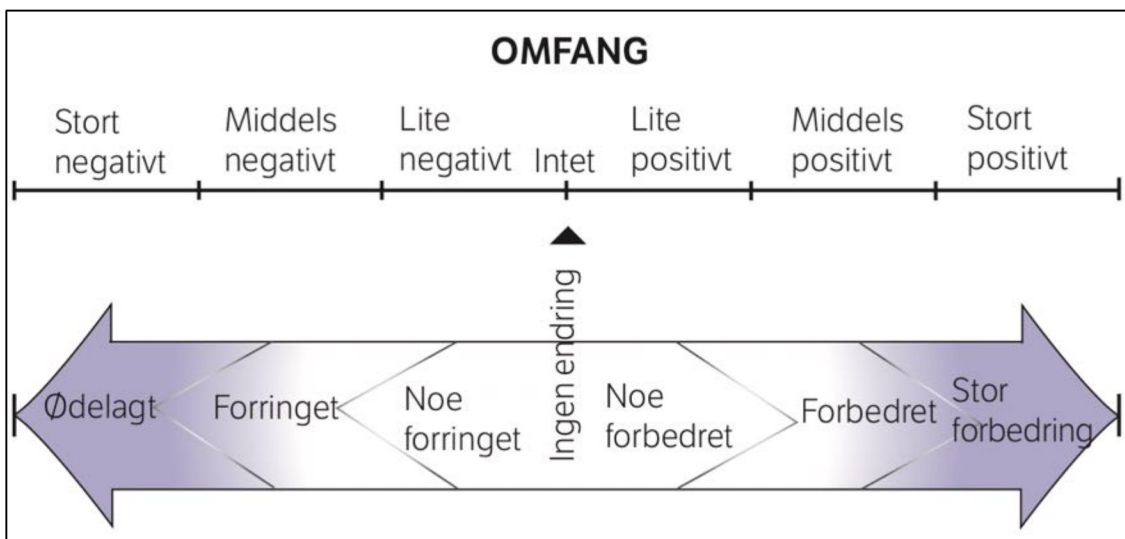 OMFANG
Stort
negativt
Middels
negativt
Lite
negativt
Intet
Lite
positivt
Middels
positivt
Stort
positivt
Ingen endring
Ødelagt
Forringet
Noe
forringet
Noe
forbedret
Forbedret
Stor
forbedring